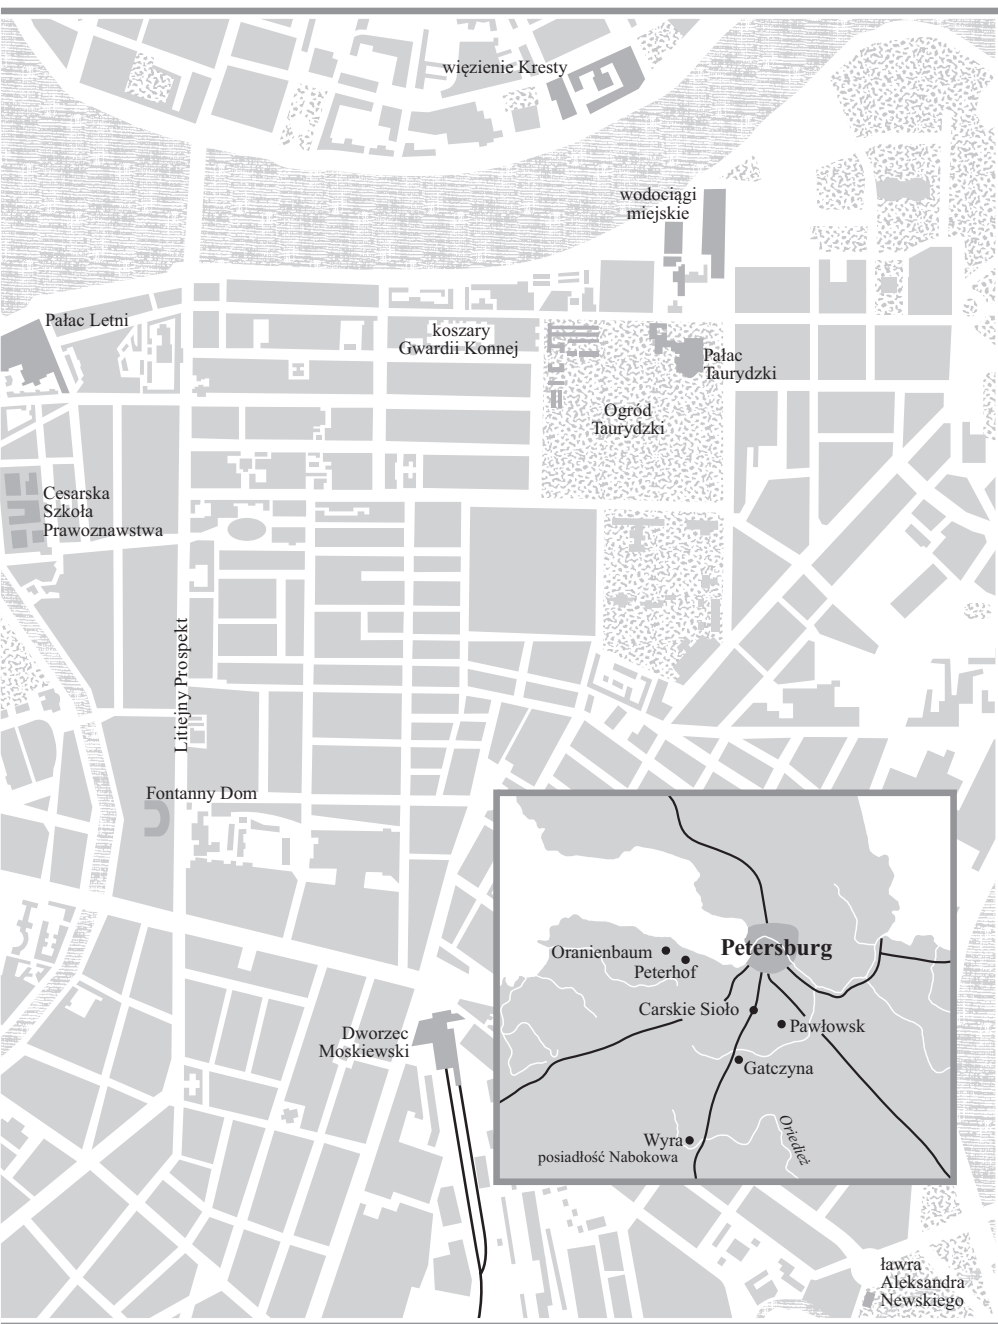 więzienie Kresty
wodociągi
miejskie
Pałac Letni
koszary
Gwardii Konnej
Pałac
Taurydzki
Ogród
Taurydzki
Cesarska
Szkoła
Prawoznawstwa
Litiejny Prospekt
Fontanny Dom
Oranienbaum
Peterhof
Petersburg
Carskie Sioło
Pawłowsk
Gatczyna
Wyra
posiadłość Nabokowa
Oriedież
Dworzec
Moskiewski
ławra
Aleksandra
Newskiego